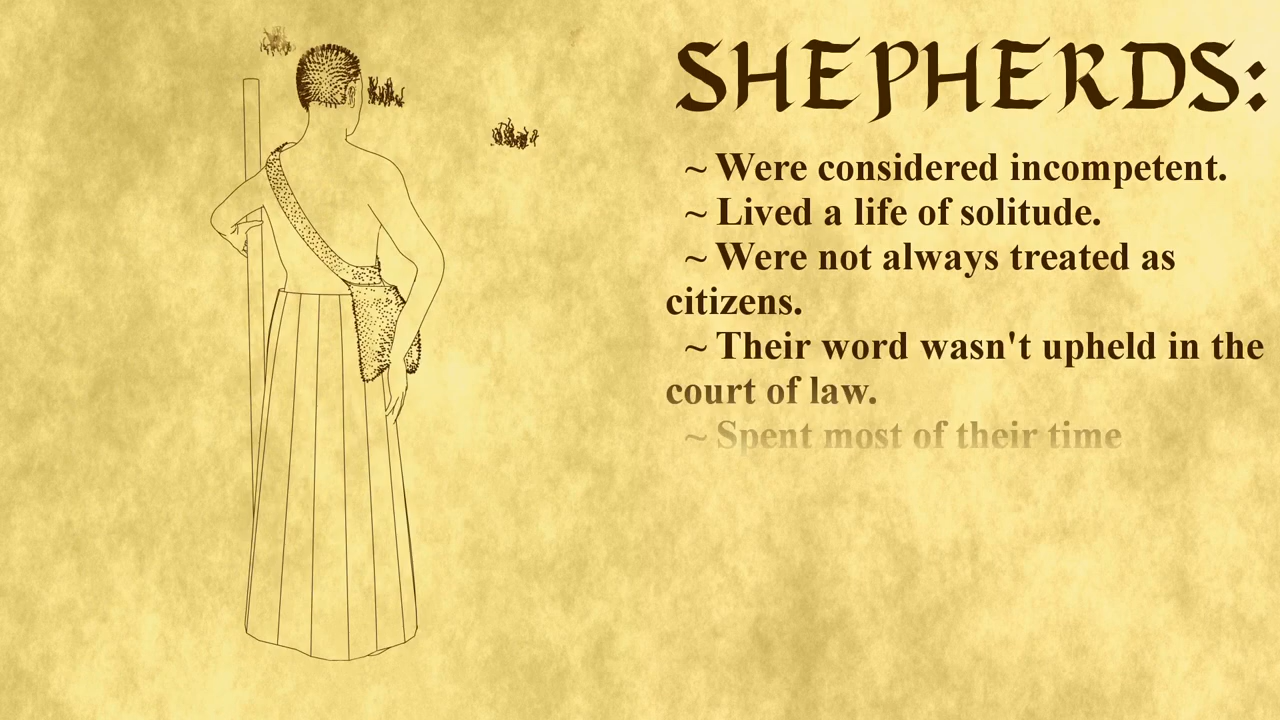 SHEPHERDS:
~ Were considered incompetent.
~ Lived a life of solitude.
~ Were not always treated as
citizens.
~ Their word wasn't upheld in the
court of law.
~ Spent most of their time